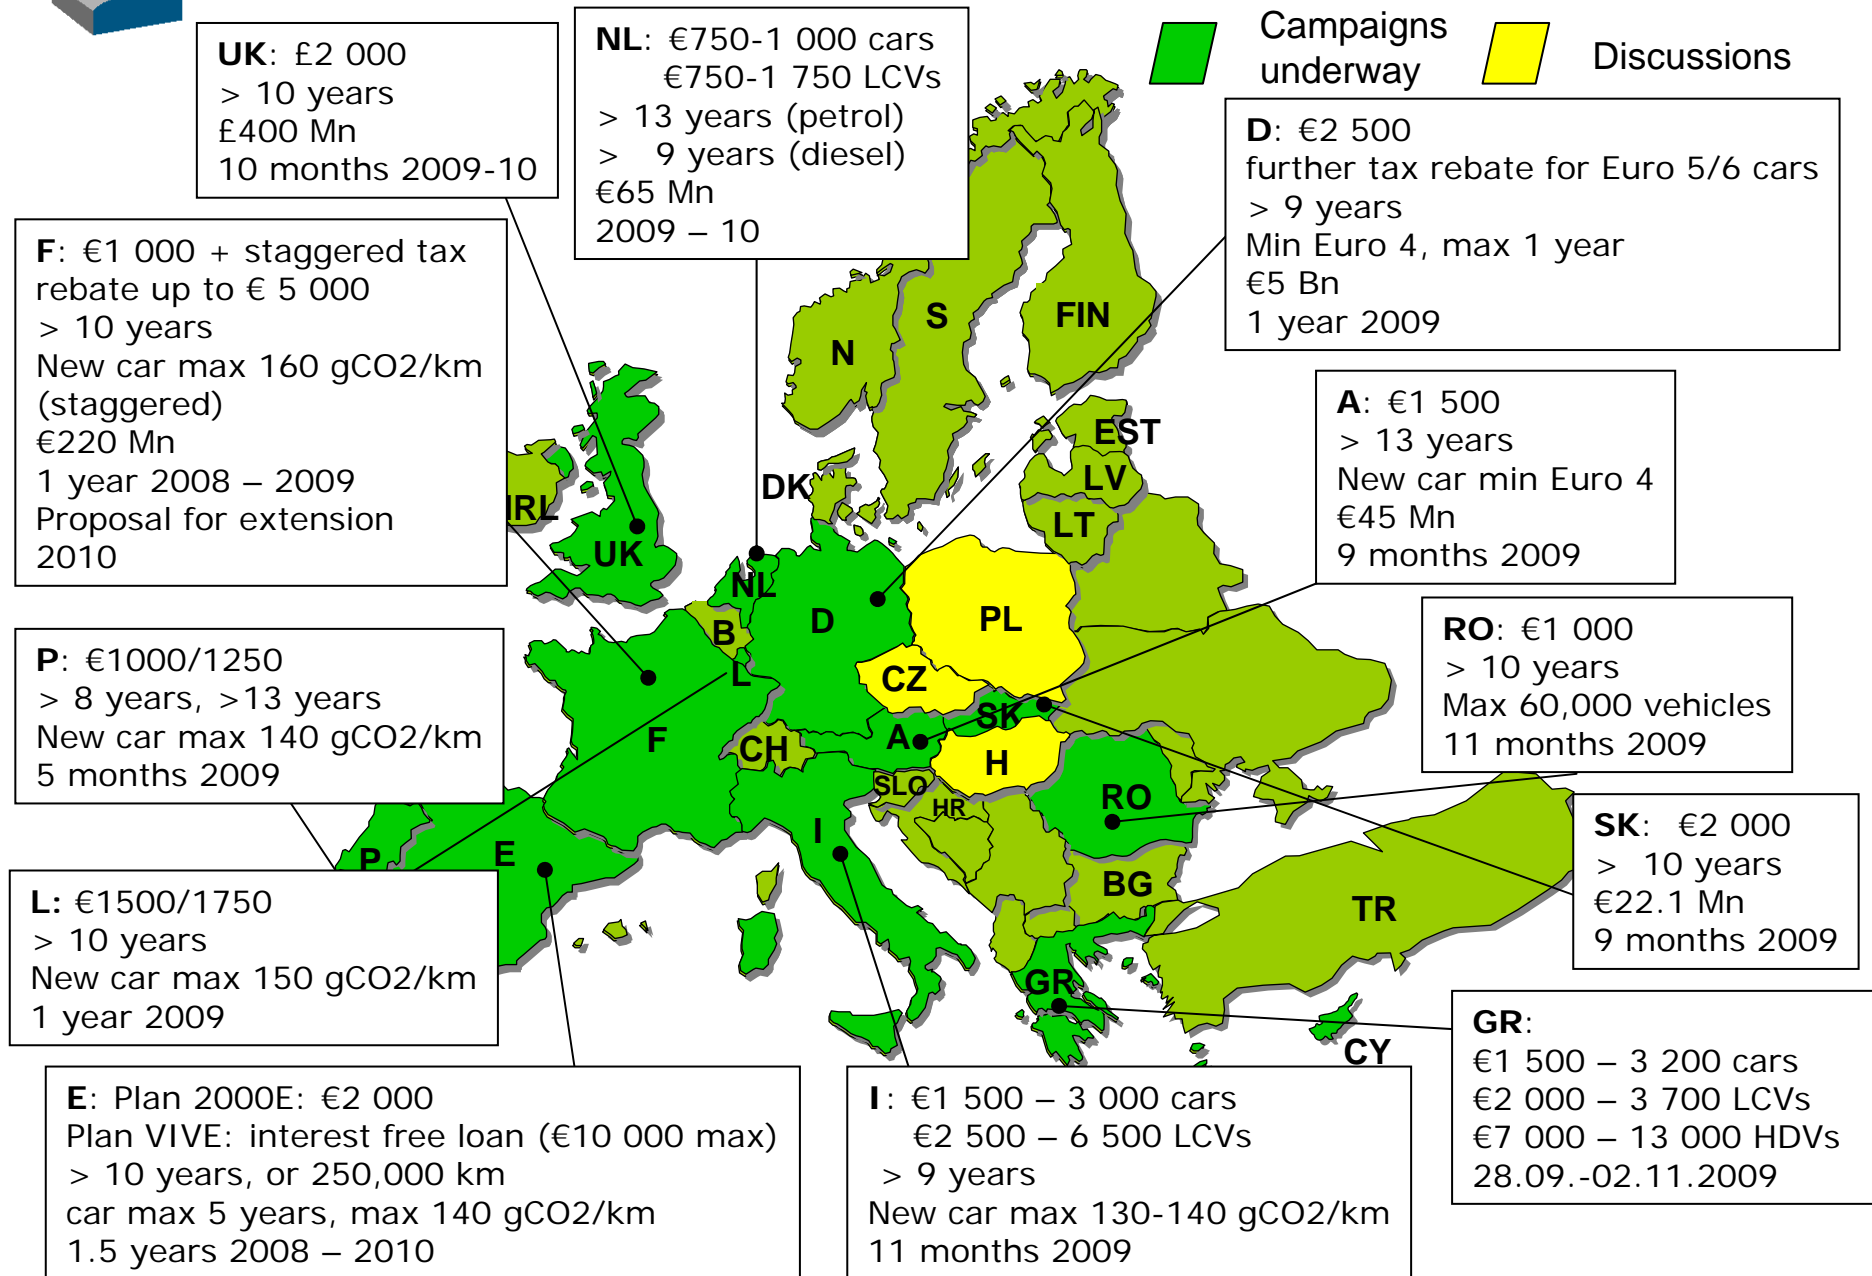 Campaigns
underway
Discussions
UK: £2 000
> 10 years
£400 Mn
10 months 2009-10
NL: €750-1 000 cars
€750-1 750 LCVs
> 13 years (petrol)
> 9 years (diesel)
€65 Mn
2009 – 10
D: €2 500
further tax rebate for Euro 5/6 cars
> 9 years
Min Euro 4, max 1 year
€5 Bn
1 year 2009
F: €1 000 + staggered tax
rebate up to € 5 000
> 10 years
New car max 160 gCO2/km
(staggered)
€220 Mn
1 year 2008 – 2009
Proposal for extension
2010
A: €1 500
> 13 years
New car min Euro 4
€45 Mn
9 months 2009
P: €1000/1250
> 8 years, >13 years
New car max 140 gCO2/km
5 months 2009
RO: €1 000
> 10 years
Max 60,000 vehicles
11 months 2009
SK: €2 000
> 10 years
€22.1 Mn
9 months 2009
L: €1500/1750
> 10 years
New car max 150 gCO2/km
1 year 2009
GR:
€1 500 – 3 200 cars
€2 000 – 3 700 LCVs
€7 000 – 13 000 HDVs
28.09.-02.11.2009
E: Plan 2000E: €2 000
Plan VIVE: interest free loan (€10 000 max)
> 10 years, or 250,000 km
car max 5 years, max 140 gCO2/km
1.5 years 2008 – 2010
I: €1 500 – 3 000 cars
€2 500 – 6 500 LCVs
> 9 years
New car max 130-140 gCO2/km
11 months 2009
S
FIN
N
EST
LV
DK
LT
IRL
UK
NL
D
PL
B
L
CZ
SK
F
CH
A
H
SLO
HR
RO
I
P
E
BG
TR
GR
CY